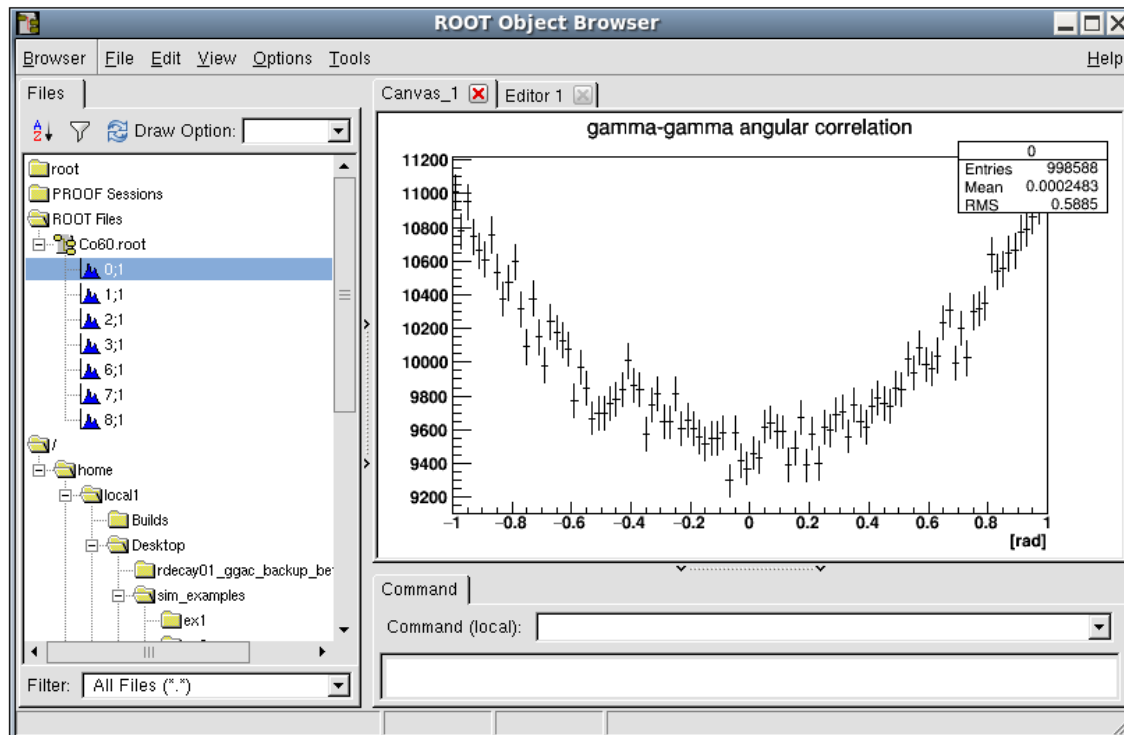 ROOT Object Browser
Browser File Edit View Options Tools Help
Files
Draw Option:
root
PROOF Sessions
ROOT Files
Co60.root
0;1
1;1
2;1
3;1
6;1
7;1
8;1
/
home
local1
Builds
Desktop
rdecay01_ggac_backup_be
sim_examples
ex1
Filter: All Files (*.*)
Canvas_1 Editor 1
gamma-gamma angular correlation
0
Entries 998588
Mean 0.0002483
RMS 0.5885
11200
11000
10800
10600
10400
10200
10000
9800
9600
9400
9200
−1 −0.8 −0.6 −0.4 −0.2 0 0.2 0.4 0.6 0.8 1
[rad]
Command
Command (local):